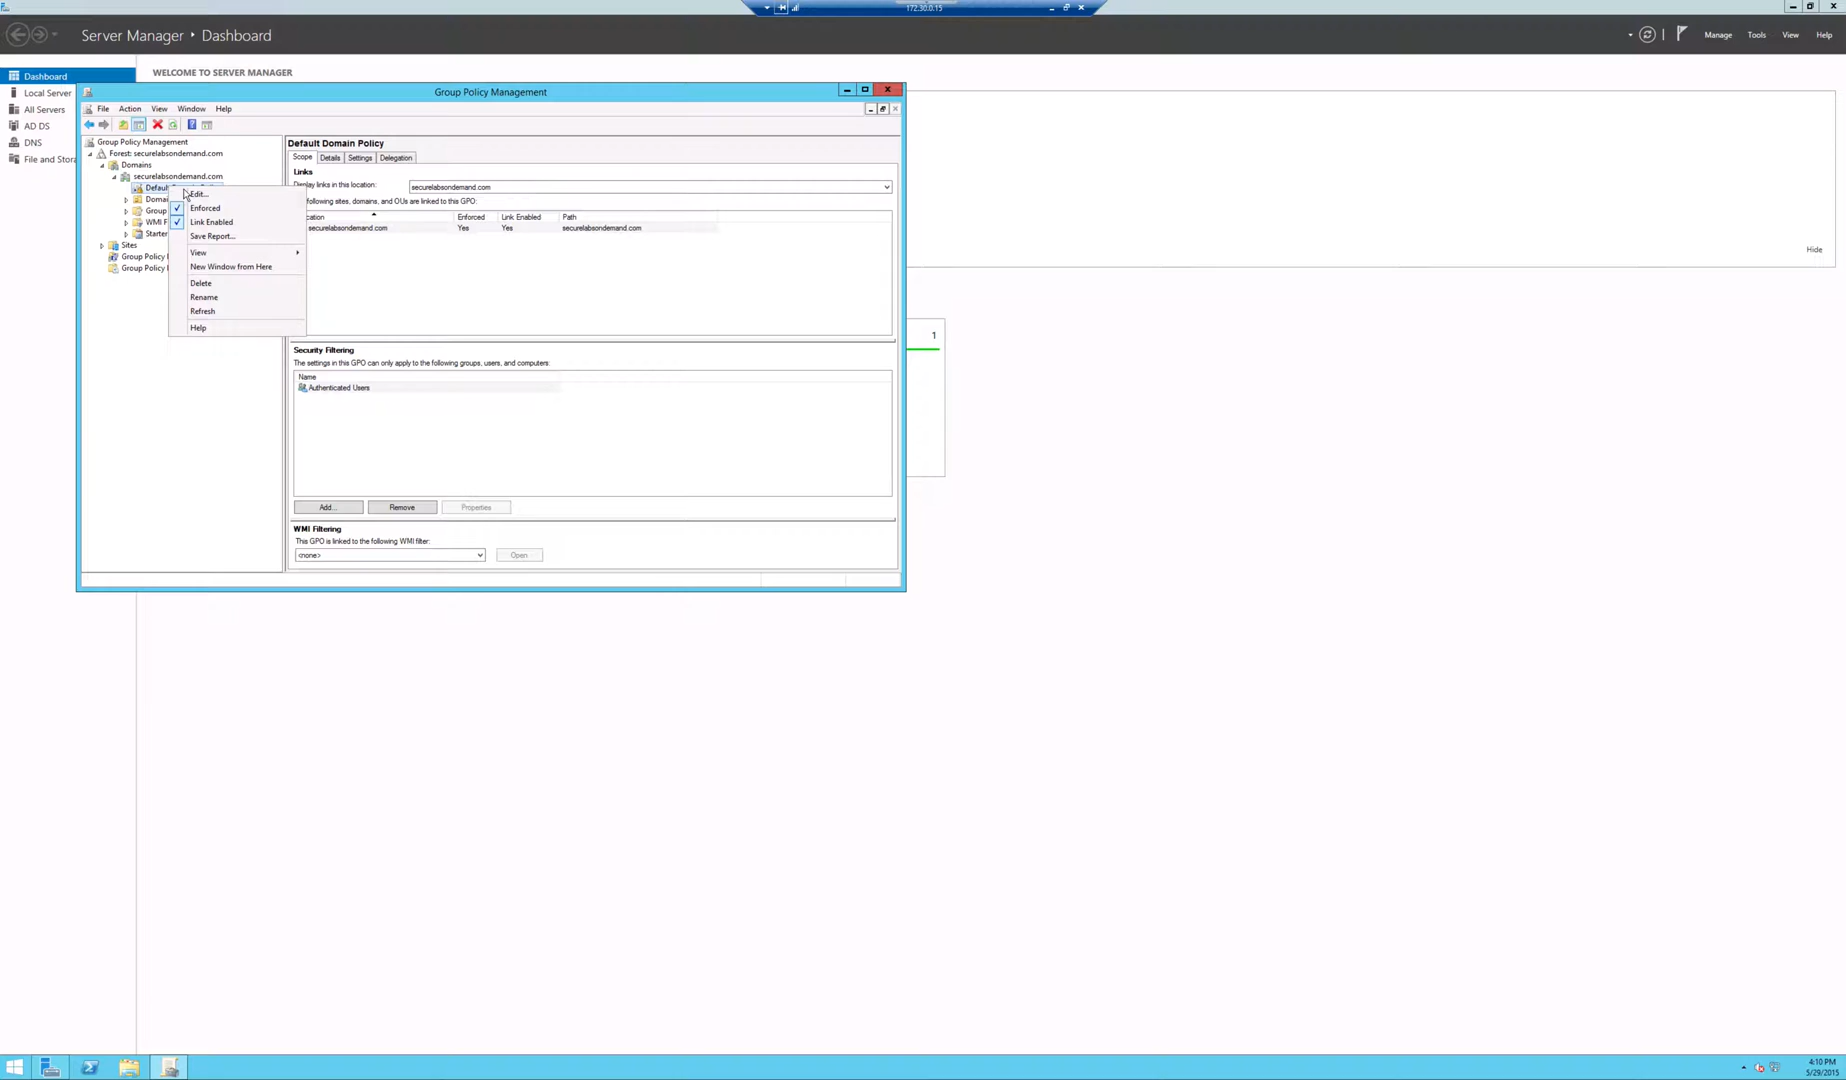 172.30.0.15
Server Manager • Dashboard
Manage Tools View Help
Dashboard
Local Server
All Servers
AD DS
DNS
File and Stora
WELCOME TO SERVER MANAGER
Group Policy Management
File Action View Window Help
Group Policy Management
Forest: securelabsondemand.com
Domains
securelabsondemand.com
Default
Domai
Group
WMI F
Starter
Sites
Group Policy
Group Policy
Edit...
Enforced
Link Enabled
Save Report...
View
New Window from Here
Delete
Rename
Refresh
Help
Default Domain Policy
Scope Details Settings Delegation
Links
Display links in this location: securelabsondemand.com
following sites, domains, and OUs are linked to this GPO:
cation Enforced Link Enabled Path
securelabsondemand.com Yes Yes securelabsondemand.com
Security Filtering
The settings in this GPO can only apply to the following groups, users, and computers:
Name
Authenticated Users
Add... Remove Properties
WMI Filtering
This GPO is linked to the following WMI filter:
<none> Open
Hide
1
4:10 PM
5/29/2015